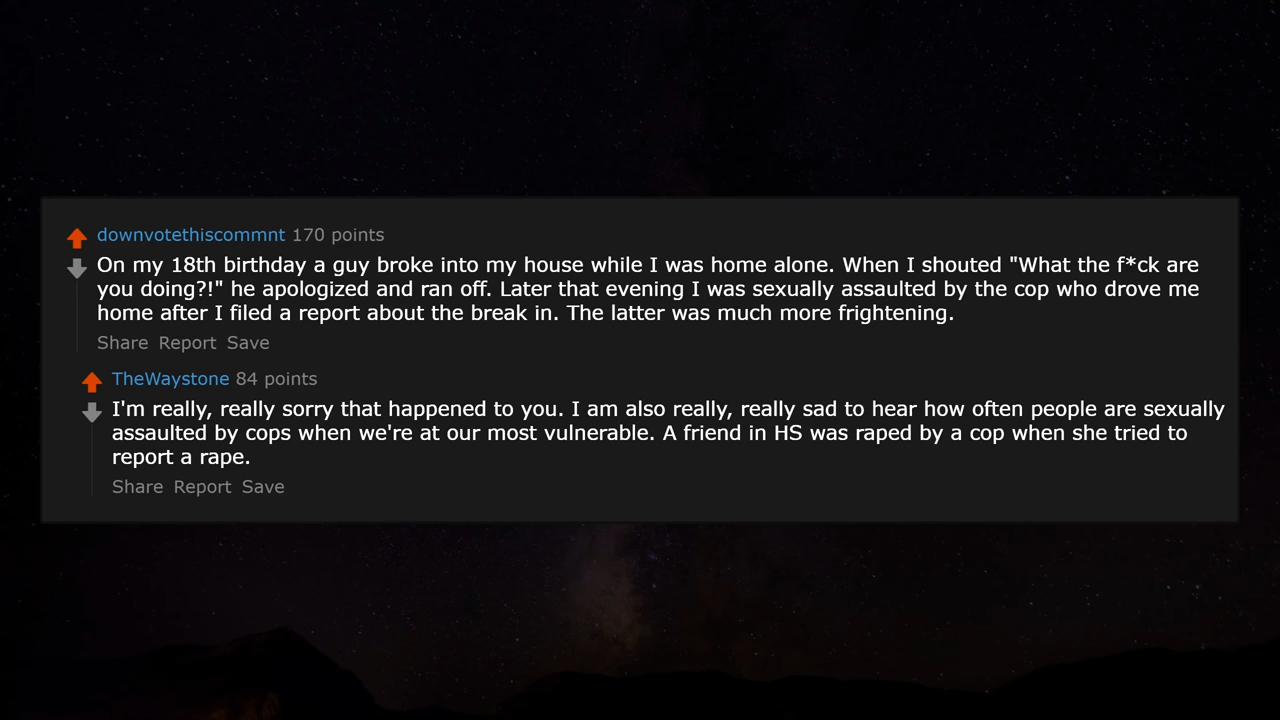 downvotethiscommnt 170 points
On my 18th birthday a guy broke into my house while I was home alone. When I shouted "What the f*ck are
you doing?!" he apologized and ran off. Later that evening I was sexually assaulted by the cop who drove me
home after I filed a report about the break in. The latter was much more frightening.
Share Report Save
TheWaystone 84 points
I'm really, really sorry that happened to you. I am also really, really sad to hear how often people are sexually
assaulted by cops when we're at our most vulnerable. A friend in HS was raped by a cop when she tried to
report a rape.
Share Report Save